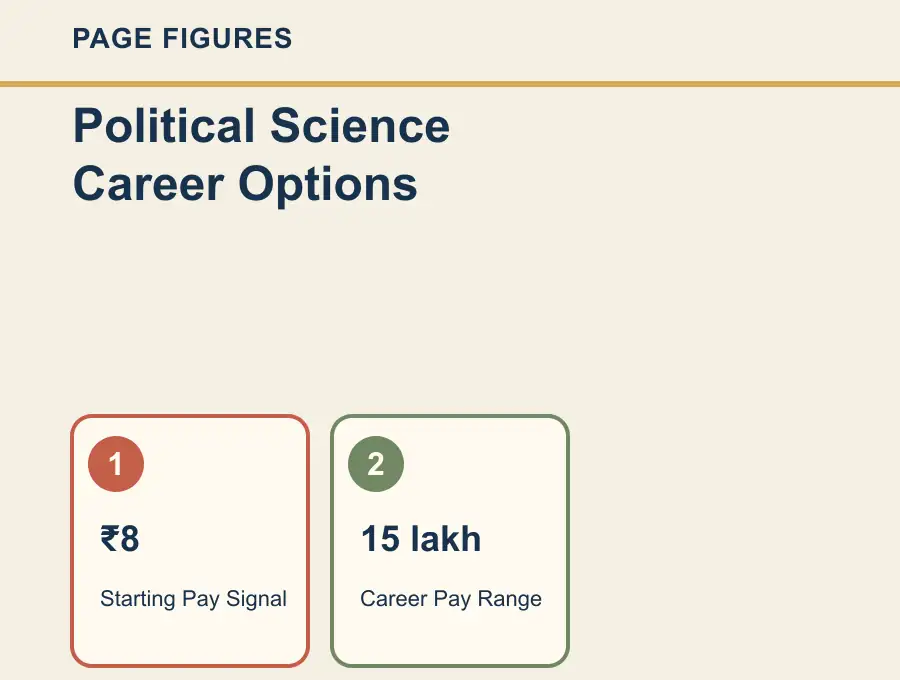 PAGE FIGURES
Political Science
Career Options
1
₹8
Starting Pay Signal
2
15 lakh
Career Pay Range